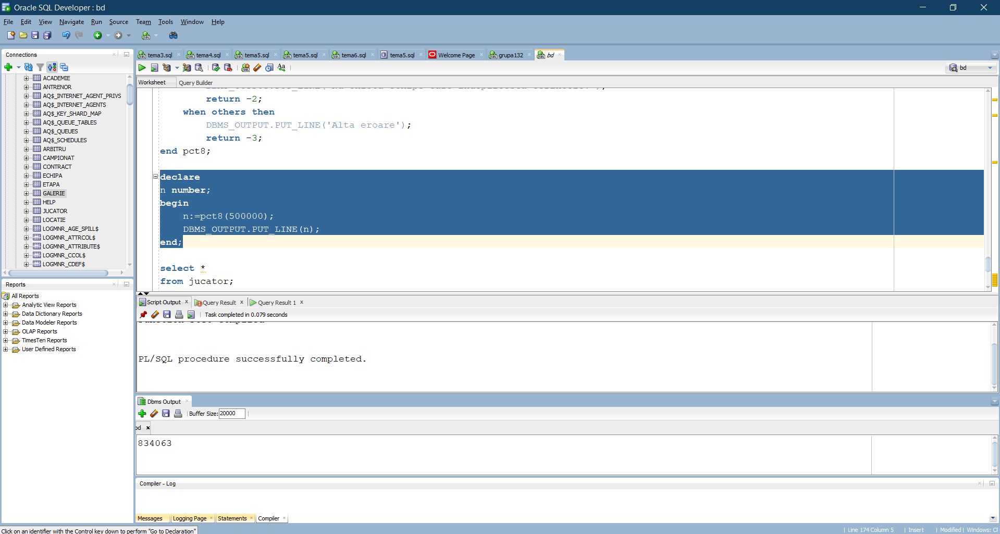 Oracle SQL Developer : bd
File Edit View Navigate Run Source Team Tools Window Help
Connections
ACADEMIE
ANTRENOR
AQ$_INTERNET_AGENT_PRIVS
AQ$_INTERNET_AGENTS
AQ$_KEY_SHARD_MAP
AQ$_QUEUE_TABLES
AQ$_QUEUES
AQ$_SCHEDULES
ARBITRU
CAMPIONAT
CONTRACT
ECHIPA
ETAPA
GALERIE
HELP
JUCATOR
LOCATIE
LOGMNR_AGE_SPILL$
LOGMNR_ATTRCOL$
LOGMNR_ATTRIBUTE$
LOGMNR_CCOL$
LOGMNR_CDEF$
Reports
All Reports
Analytic View Reports
Data Dictionary Reports
Data Modeler Reports
OLAP Reports
TimesTen Reports
User Defined Reports
tema3.sql tema4.sql tema5.sql tema5.sql tema6.sql tema5.sql Welcome Page grupa132 bd
bd
Worksheet Query Builder
return -2;
when others then
DBMS_OUTPUT.PUT_LINE('Alta eroare');
return -3;
end pct8;
declare
n number;
begin
n:=pct8(500000);
DBMS_OUTPUT.PUT_LINE(n);
end;
select *
from jucator;
Script Output Query Result Query Result 1
Task completed in 0.079 seconds
PL/SQL procedure successfully completed.
Dbms Output
Buffer Size: 20000
bd
834063
Compiler - Log
Messages Logging Page Statements Compiler
Click on an identifier with the Control key down to perform "Go to Declaration"
Line 174 Column 5 Insert Modified Windows: